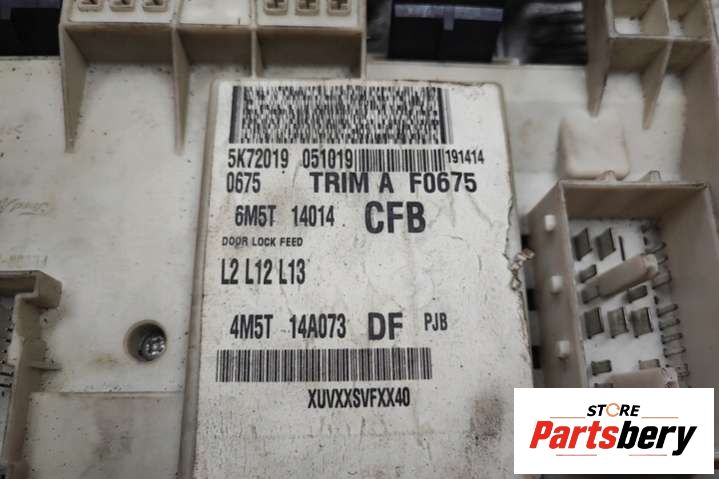 5K72019 051019 191414
0675 TRIM A F0675
6M5T 14014 CFB
DOOR LOCK FEED
L2 L12 L13
4M5T 14A073 DF PJB
XUVXXSVFXX40
STORE
Partsbery